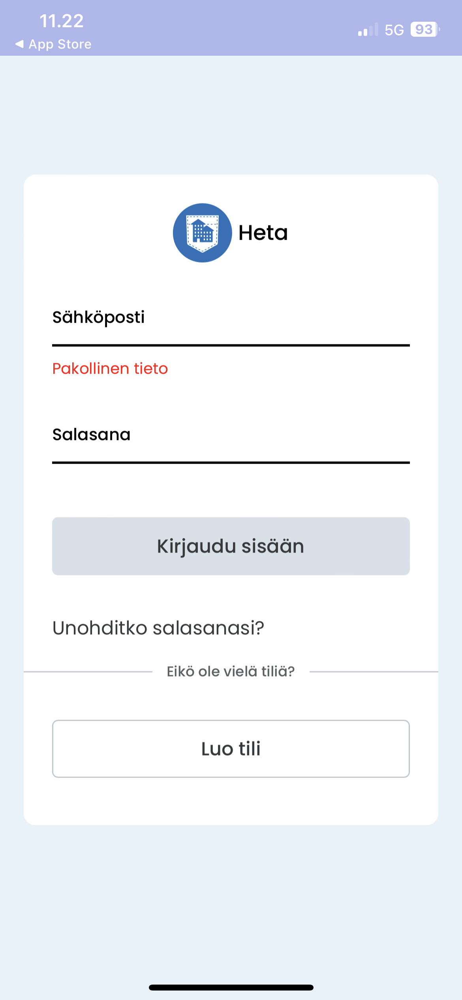 11.22
5G
93
◀ App Store
Heta
Sähköposti
Pakollinen tieto
Salasana
Kirjaudu sisään
Unohditko salasanasi?
Eikö ole vielä tiliä?
Luo tili